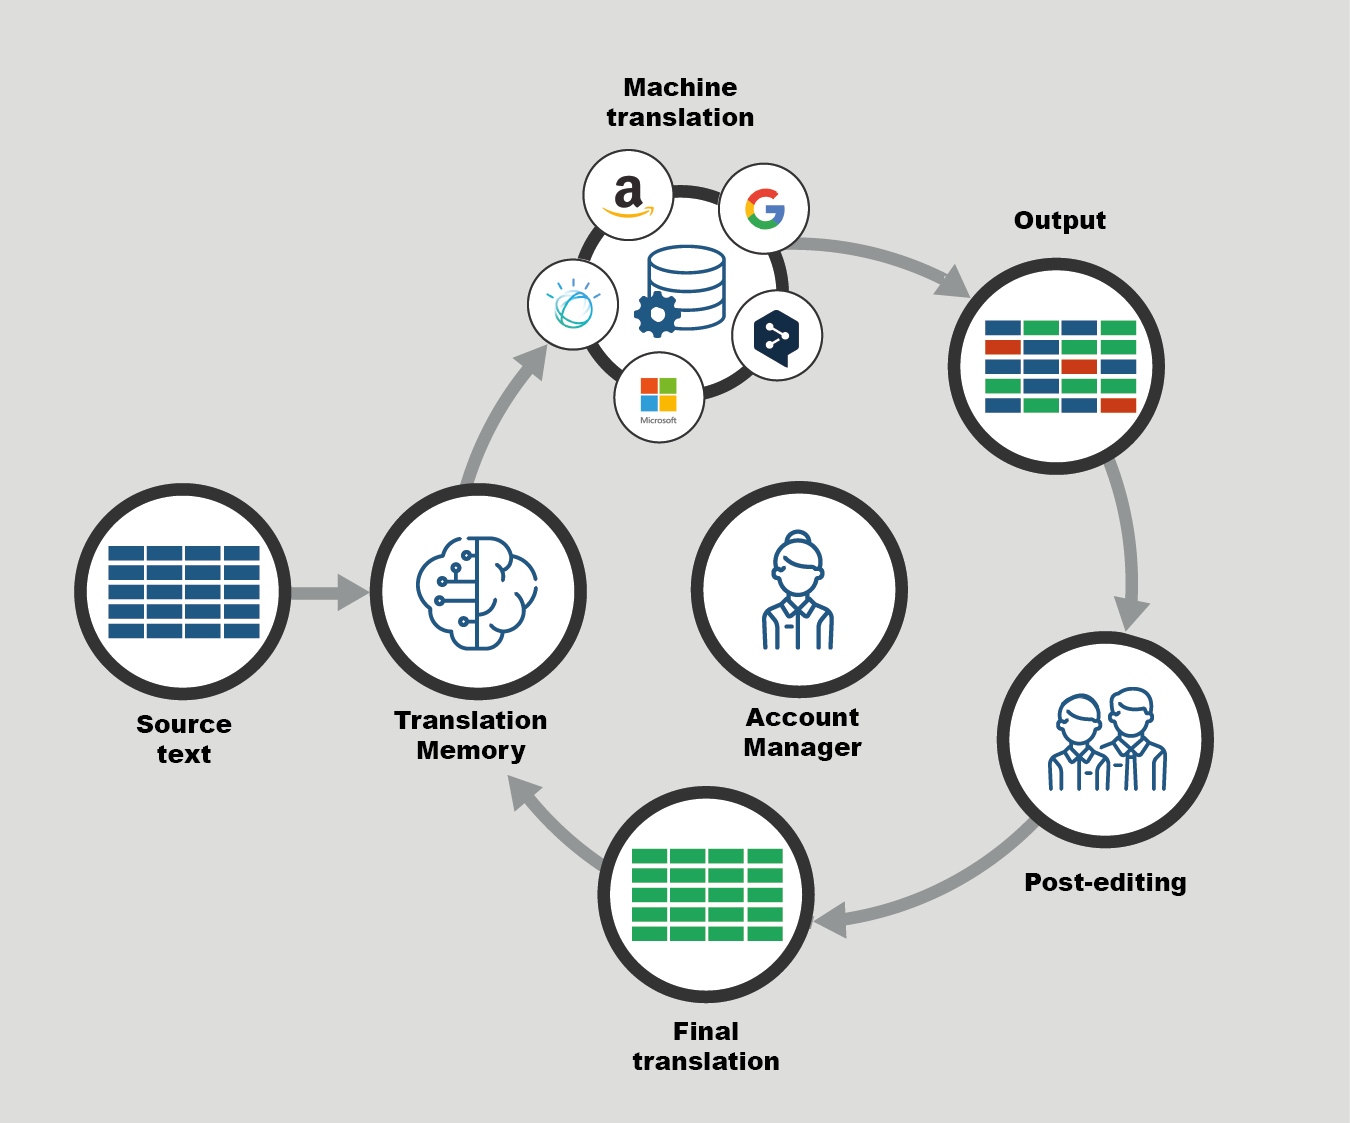 Machine
translation
a
G
Microsoft
Output
Source
text
Translation
Memory
Account
Manager
Post-editing
Final
translation